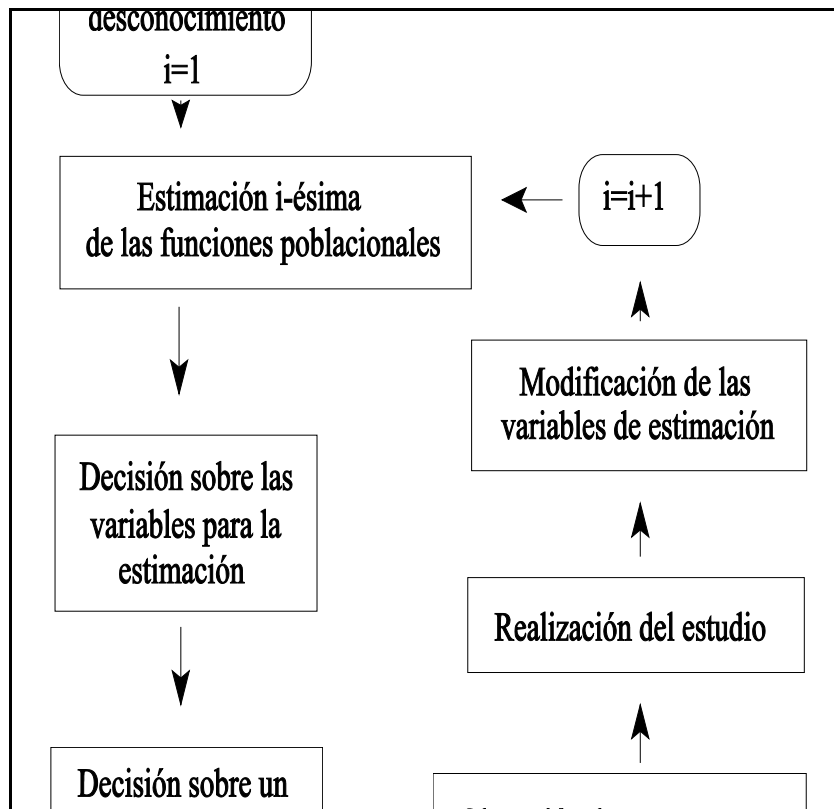 desconocimiento
i=1
Estimación i-ésima
de las funciones poblacionales
i=i+1
Modificación de las
variables de estimación
Decisión sobre las
variables para la
estimación
Realización del estudio
Decisión sobre un